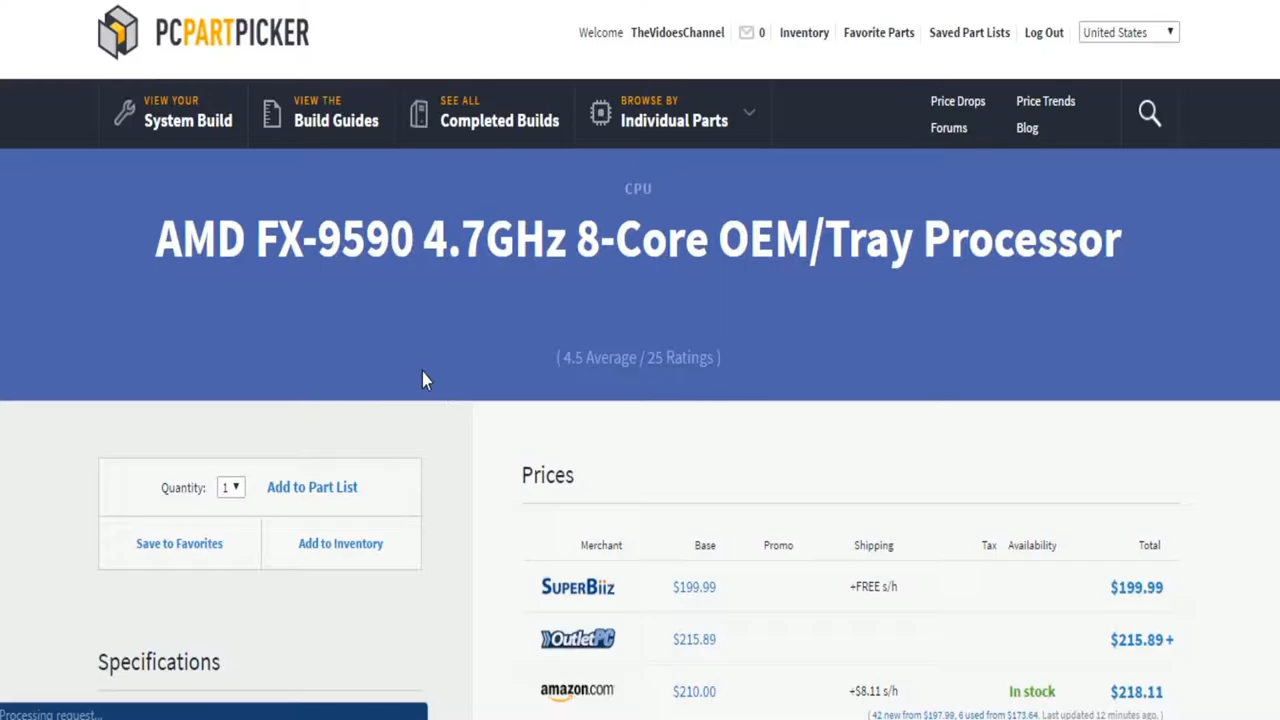 PCPARTPICKER
Welcome TheVidoesChannel 0 Inventory Favorite Parts Saved Part Lists Log Out United States
VIEW YOUR
System Build
VIEW THE
Build Guides
SEE ALL
Completed Builds
BROWSE BY
Individual Parts
Price Drops Price Trends
Forums Blog
CPU
AMD FX-9590 4.7GHz 8-Core OEM/Tray Processor
( 4.5 Average / 25 Ratings )
Quantity: 1 Add to Part List
Save to Favorites Add to Inventory
Specifications
Prices
Merchant Base Promo Shipping Tax Availability Total
SUPERBiiZ $199.99 +FREE s/h $199.99
OutletPC $215.89 $215.89 +
amazon.com $210.00 +$8.11 s/h In stock $218.11
( 42 new from $197.99, 6 used from $173.64. Last updated 12 minutes ago. )
Processing request...